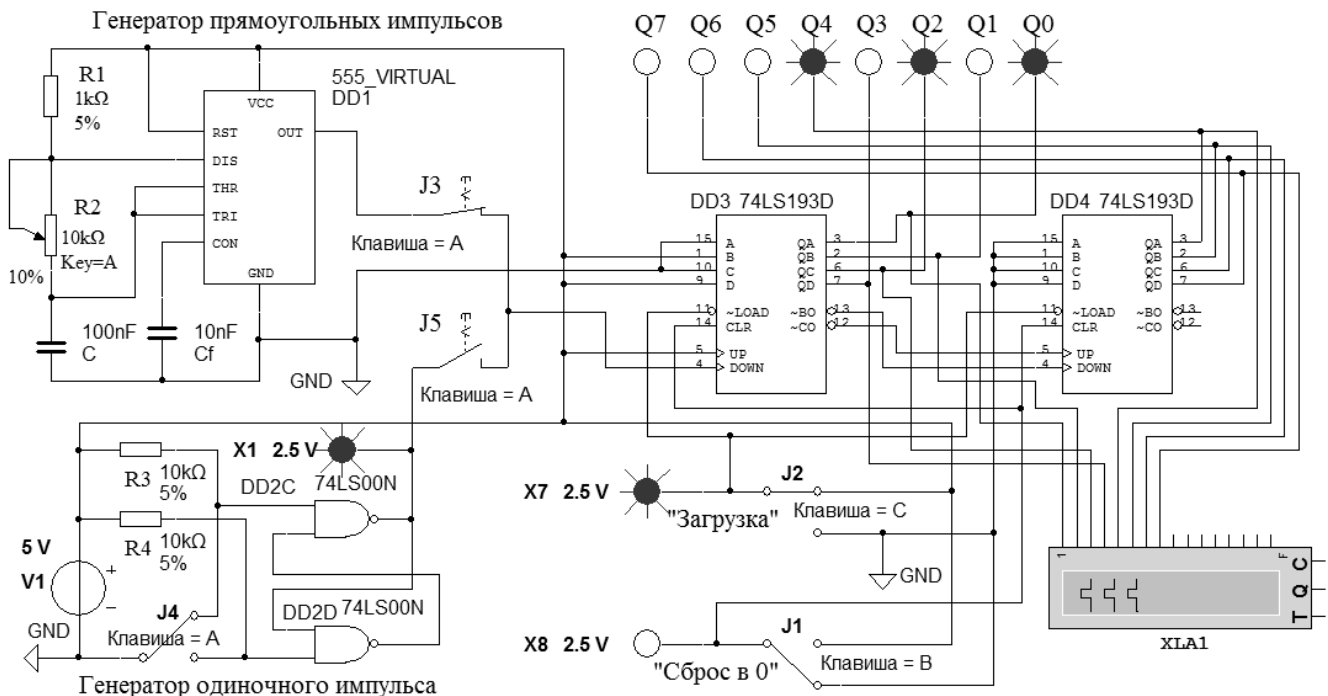 Генератор прямоугольных импульсов
Q7 Q6 Q5 Q4 Q3 Q2 Q1 Q0
R1
1kΩ
5%
555_VIRTUAL
DD1
VCC
RST OUT
DIS
THR
TRI
CON
GND
R2
10kΩ
Key=A
10%
100nF
C
10nF
Cf
GND
J3
Клавиша = A
J5
Клавиша = A
DD3 74LS193D
15 A QA 3
1 B QB 2
10 C QC 6
9 D QD 7
11 ~LOAD ~BO 13
14 CLR ~CO 12
5 UP
4 DOWN
DD4 74LS193D
15 A QA 3
1 B QB 2
10 C QC 6
9 D QD 7
11 ~LOAD ~BO 13
14 CLR ~CO 12
5 UP
4 DOWN
X1 2.5 V
R3 10kΩ
5%
DD2C 74LS00N
R4 10kΩ
5%
5 V
V1
+
−
GND
J4
Клавиша = A
DD2D 74LS00N
Генератор одиночного импульса
X7 2.5 V
"Загрузка"
J2
Клавиша = C
GND
X8 2.5 V
"Сброс в 0"
J1
Клавиша = B
1 F
C
Q
T
XLA1